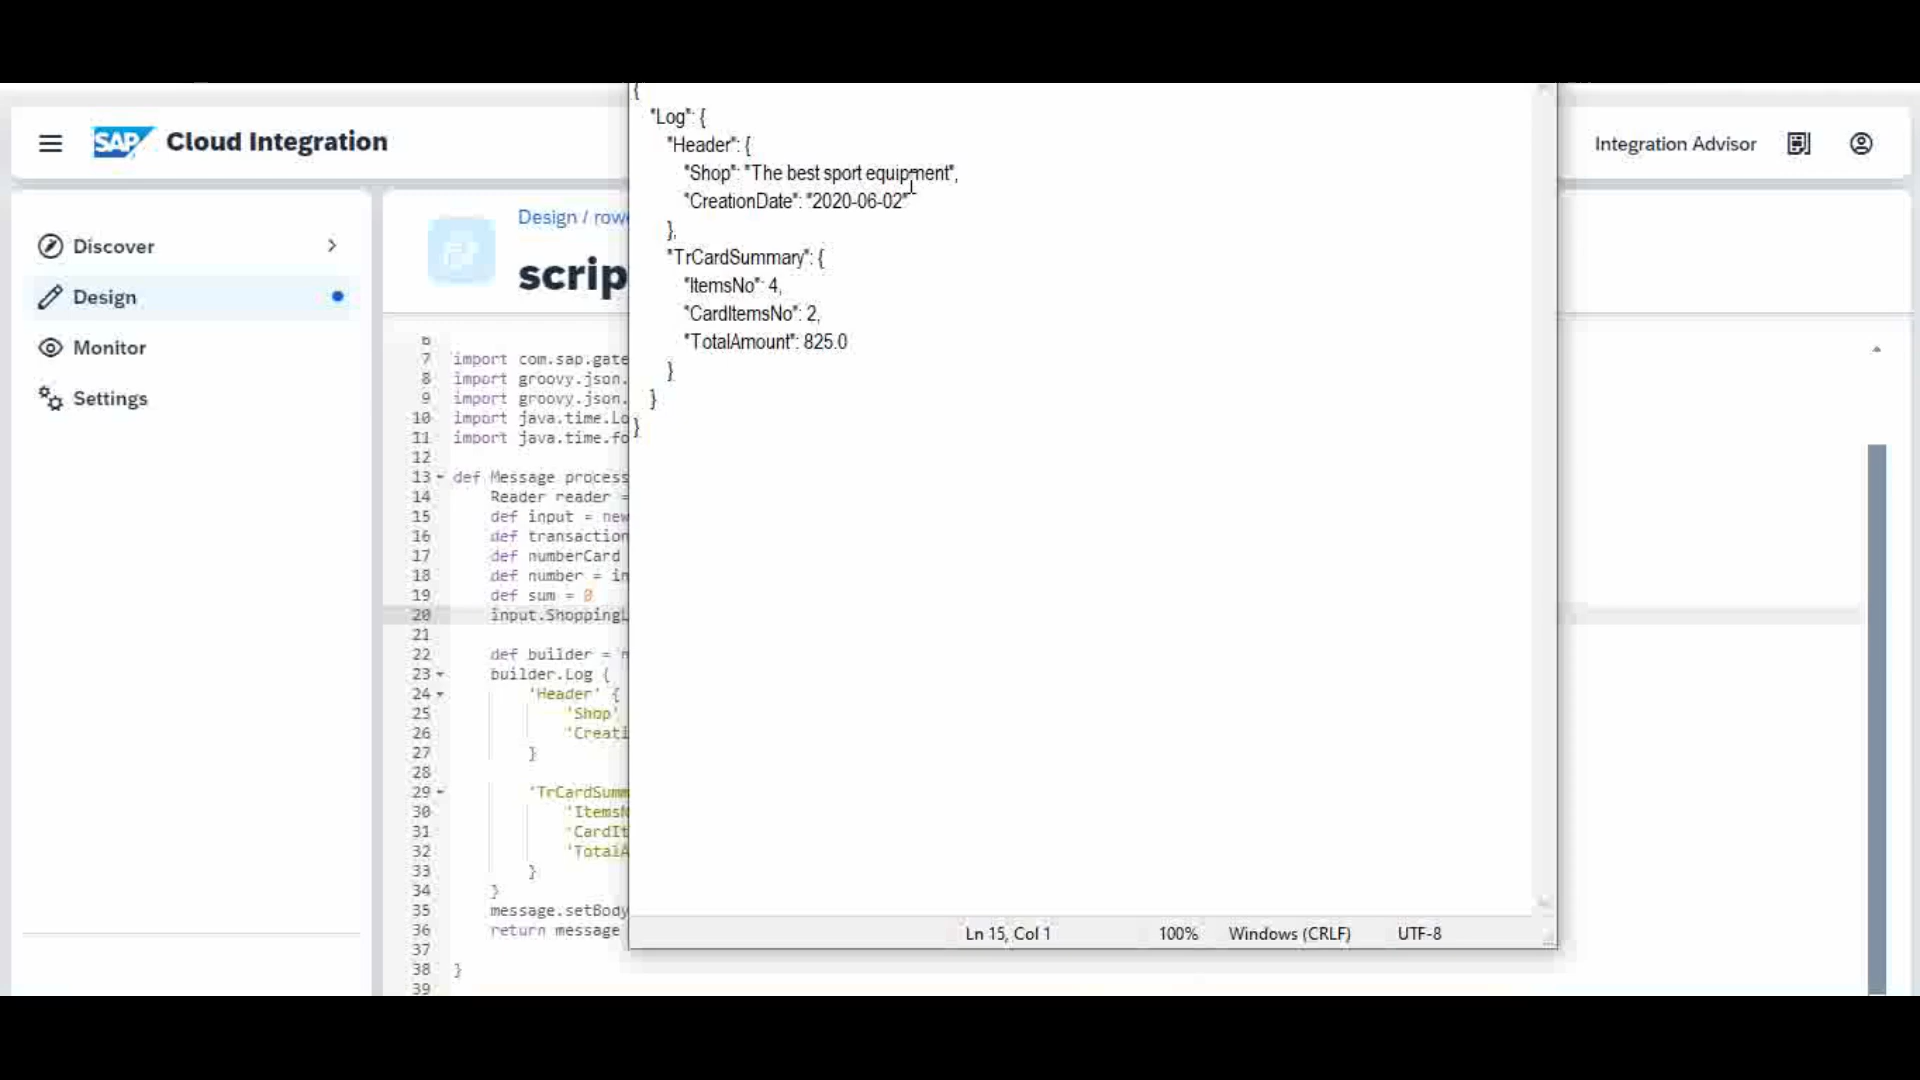 SAP Cloud Integration
Integration Advisor
Discover
Design
Monitor
Settings
Design /
{
"Log": {
"Header": {
"Shop": "The best sport equipment",
"CreationDate": "2020-06-02"
},
"TrCardSummary": {
"ItemsNo": 4,
"CardItemsNo": 2,
"TotalAmount": 825.0
}
}
}
6
7 import com.sap.gate
8 import groovy.json.
9 import groovy.json.
10 import java.time.Lo
11 import java.time.fo
12
13 def Message process
14 Reader reader =
15 def input = new
16 def transaction
17 def numberCard
18 def number = in
19 def sum = 0
20 input.ShoppingL
21
22 def builder = n
23 builder.Log {
24 'Header' {
25 'Shop'
26 'Creati
27 }
28
29 'TrCardSumm
30 'ItemsN
31 'CardIt
32 'TotalA
33 }
34 }
35 message.setBody
36 return message
37
38 }
39
Ln 15, Col 1 100% Windows (CRLF) UTF-8